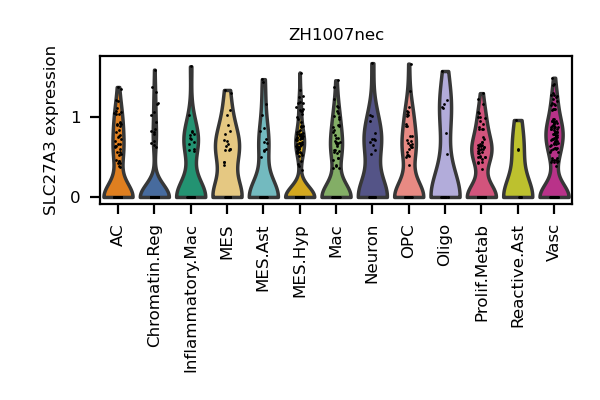 ZH1007nec
SLC27A3 expression
1
0
AC
Chromatin.Reg
Inflammatory.Mac
MES
MES.Ast
MES.Hyp
Mac
Neuron
OPC
Oligo
Prolif.Metab
Reactive.Ast
Vasc